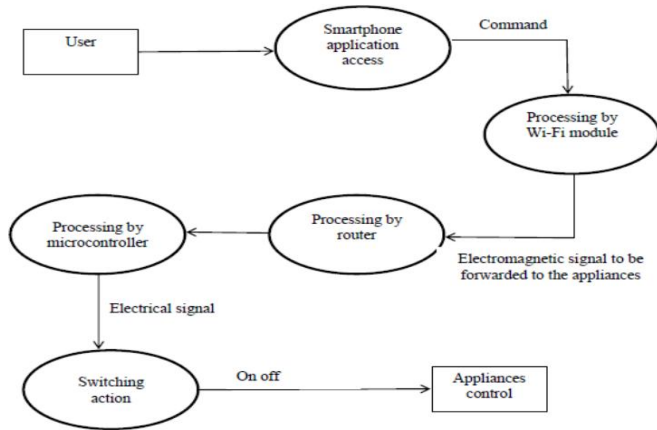 User
Smartphone
application
access
Command
Processing by
Wi-Fi module
Processing by
microcontroller
Processing by
router
Electromagnetic signal to be
forwarded to the appliances
Electrical signal
Switching
action
On off
Appliances
control